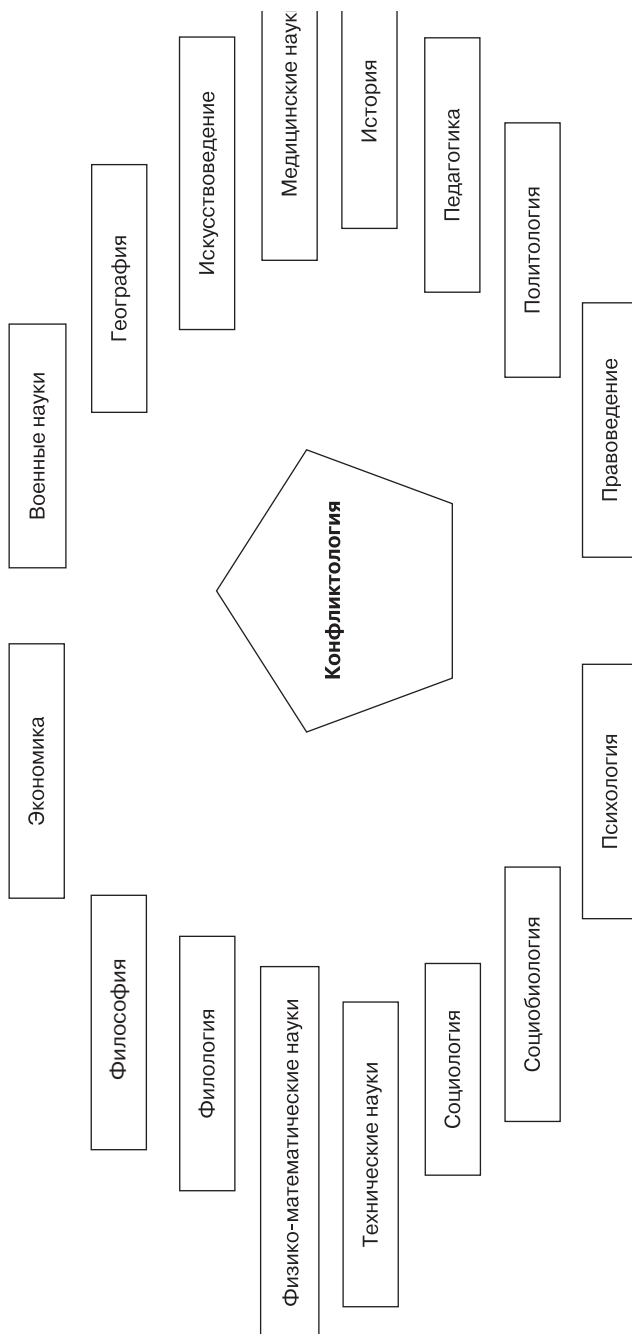 Экономика
Военные науки
Философия
География
Филология
Искусствоведение
Физико-математические науки
Медицинские наук
Конфликтология
Технические науки
История
Социология
Педагогика
Социобиология
Политология
Психология
Правоведение